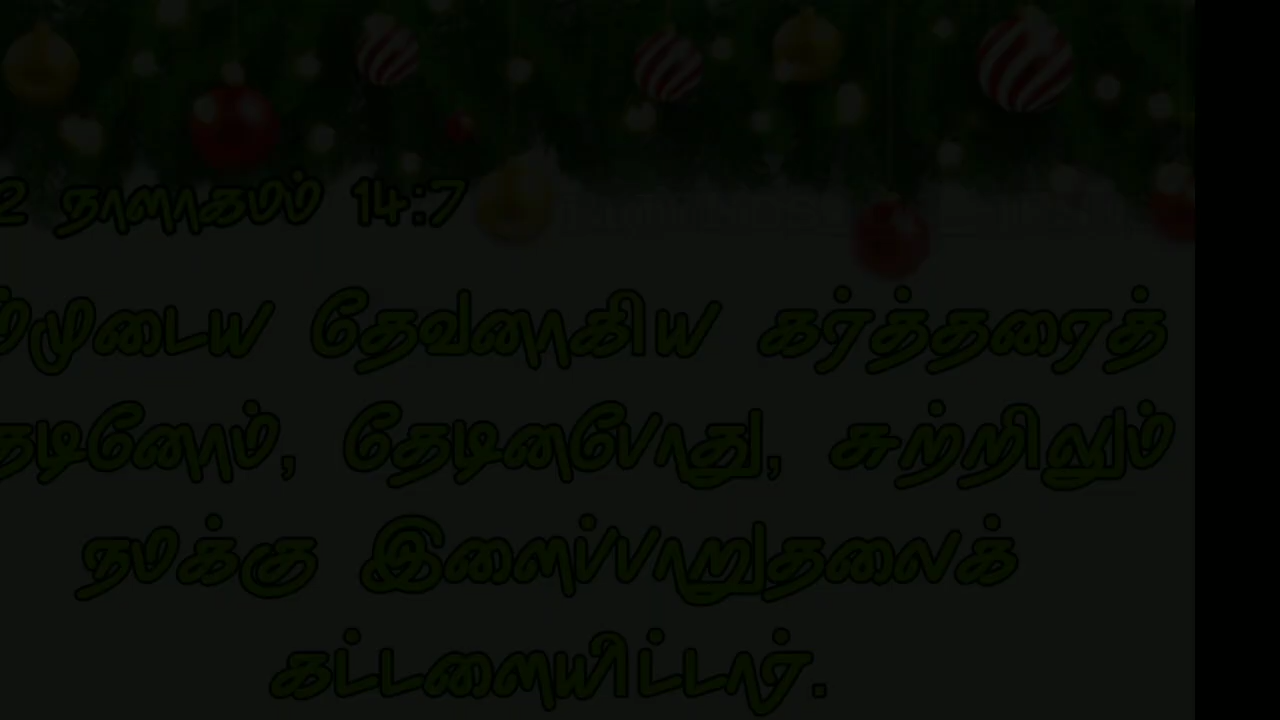 2 நாளாகமம் 14:7
ம்முடைய தேவனாகிய கர்த்தரைத்
தேடினோம், தேடினபோது, சுற்றிலும்
நமக்கு இளைப்பாறுதலைக்
கட்டளையிட்டார்.